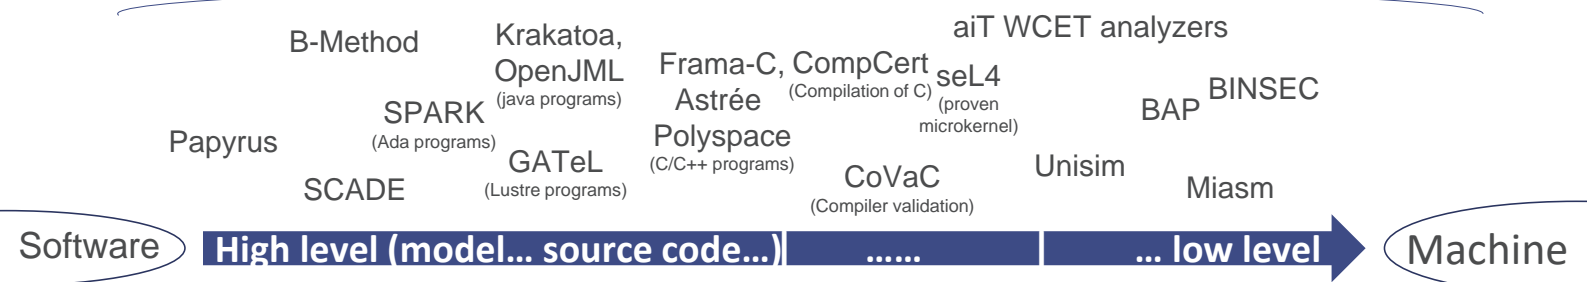 B-Method
Krakatoa,
OpenJML
(java programs)
aiT WCET analyzers
Frama-C,
Astrée
Polyspace
(C/C++ programs)
CompCert
(Compilation of C)
seL4
(proven
microkernel)
BAP
BINSEC
SPARK
(Ada programs)
Papyrus
GATeL
(Lustre programs)
SCADE
CoVaC
(Compiler validation)
Unisim
Miasm
Software
High level (model... source code...)
......
... low level
Machine